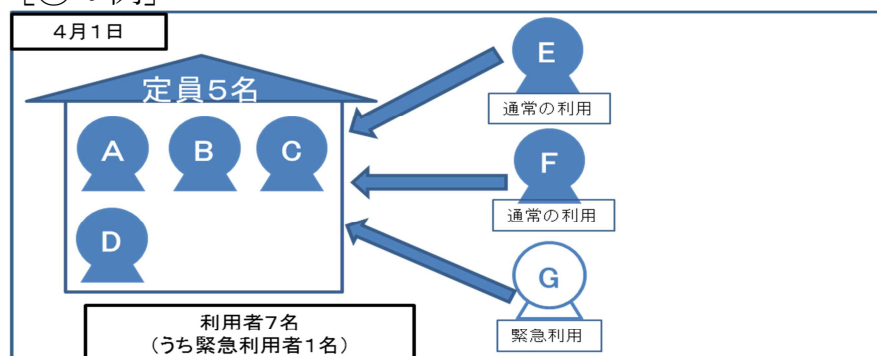 4月1日
定員5名
A
B
C
D
E
通常の利用
F
通常の利用
G
緊急利用
利用者7名
(うち緊急利用者1名)